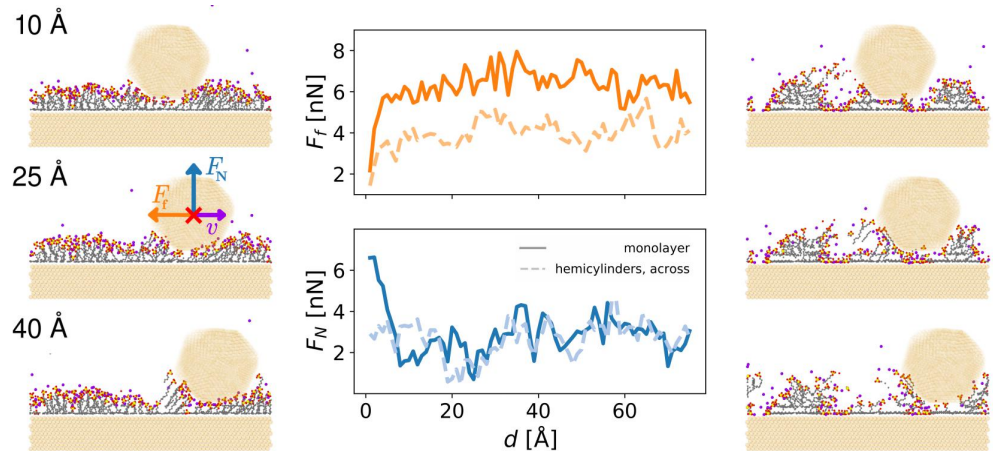 10 Å
25 Å
F_N
F_f
v
40 Å
F_f [nN]
8
6
4
2
F_N [nN]
6
4
2
monolayer
hemicylinders, across
0
20
40
60
d [Å]